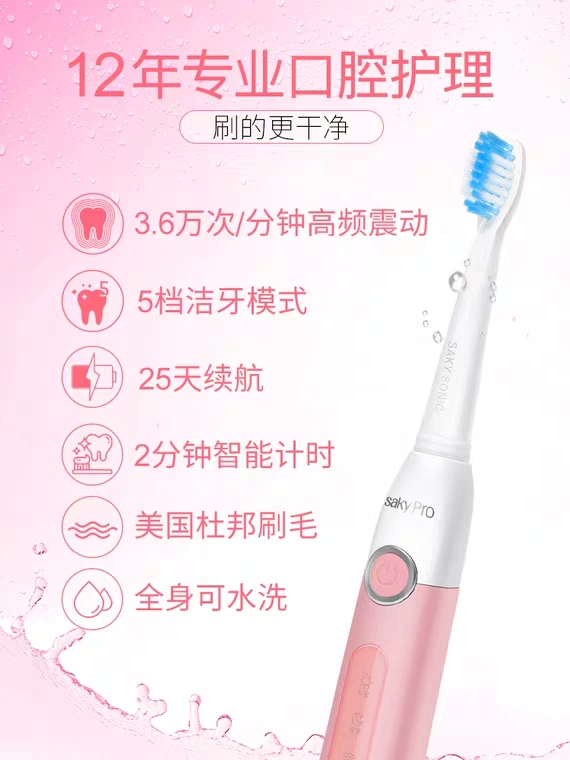 12年专业口腔护理
刷的更干净
3.6万次/分钟高频震动
5
5档洁牙模式
25天续航
2分钟智能计时
美国杜邦刷毛
全身可水洗
SAKY SONIC
saky Pro